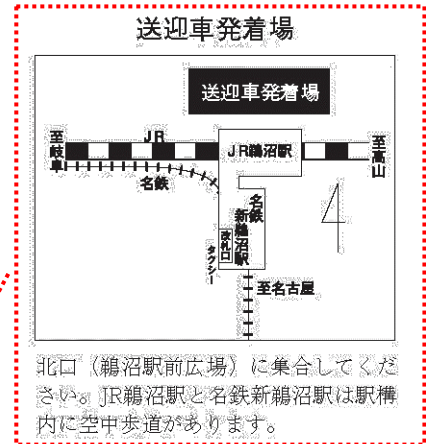 送迎車発着場
送迎車発着場
至岐阜
JR
JR鵜沼駅
至高山
名鉄
名鉄
新鵜沼駅
改札口
タクシー
至名古屋
北口（鵜沼駅前広場）に集合してくだ
さい。JR鵜沼駅と名鉄新鵜沼駅は駅構
内に空中歩道があります。